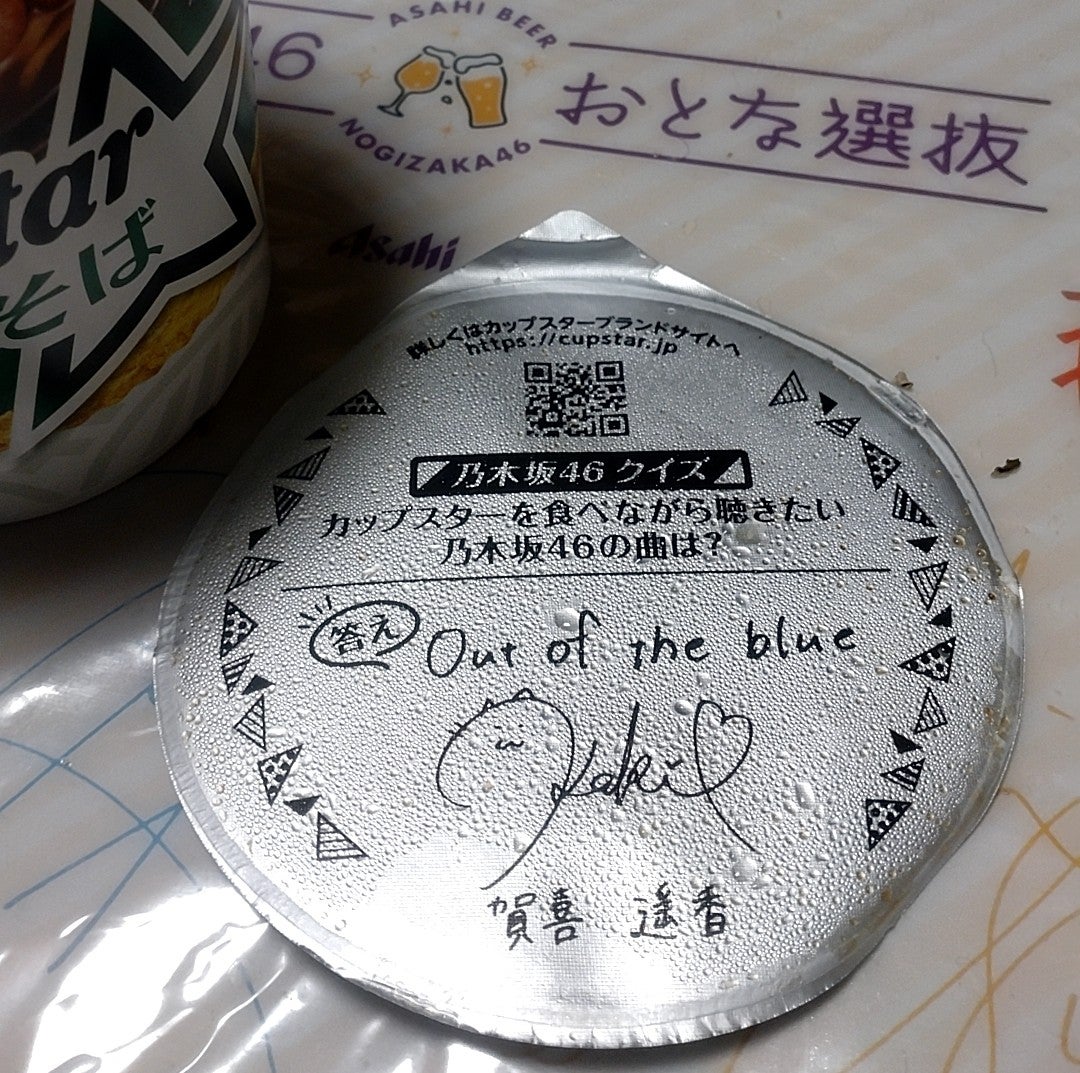 46
ASAHI BEER
NOGIZAKA46
おとな選抜
Asahi
tar
そば
詳しくはカップスターブランドサイトへ
https://cupstar.jp
乃木坂46 クイズ
カップスターを食べながら聴きたい
乃木坂46の曲は?
答え Out of the blue
Kaki
賀喜 遥香